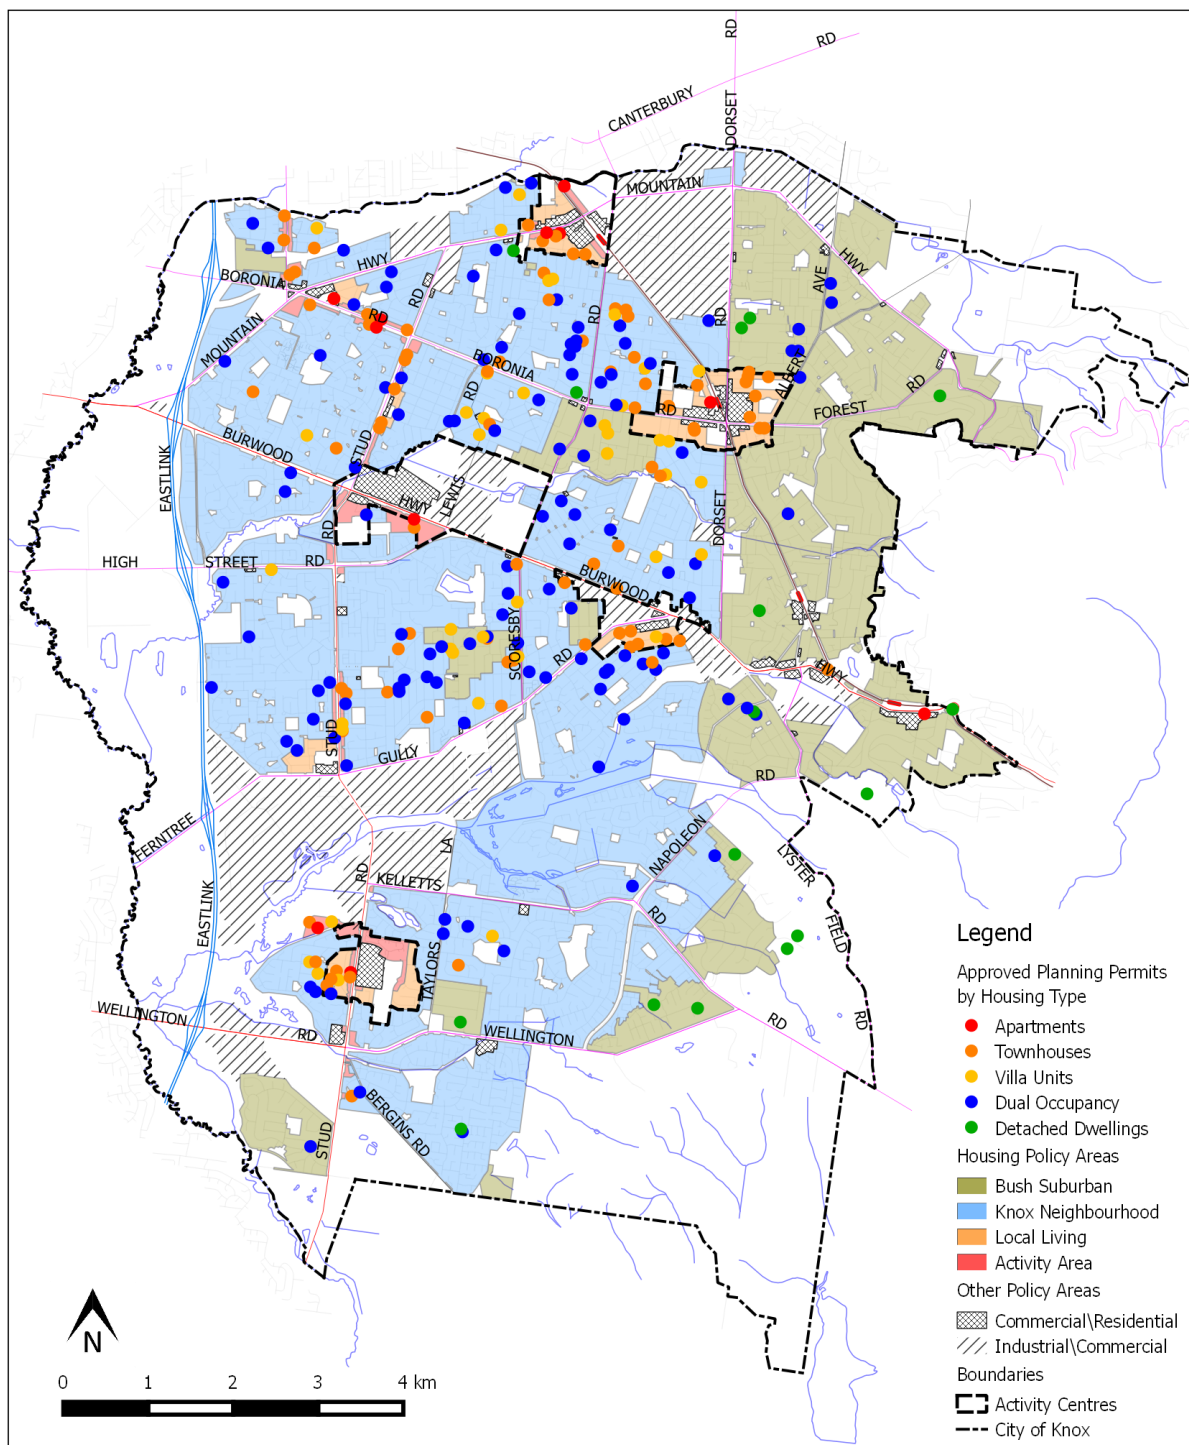 RD
RD
CANTERBURY
DORSET
MOUNTAIN
HWY
HWY
BORONIA
RD
AVE
RD
MOUNTAIN
RD
RD
BORONIA
ALBERT
RD
RD
RD
FOREST
BURWOOD
STUD
EASTLINK
LEWIS
HWY
RD
DORSET
HIGH
STREET
RD
BURWOOD
SCORESBY
RD
HWY
STUD
GULLY
RD
FERNTREE
LA
NAPOLEON
LYSTER
RD
KELLETTS
EASTLINK
RD
FIELD
TAYLORS
WELLINGTON
RD
WELLINGTON
RD
RD
BERGINS RD
STUD
Legend
Approved Planning Permits
by Housing Type
Apartments
Townhouses
Villa Units
Dual Occupancy
Detached Dwellings
Housing Policy Areas
Bush Suburban
Knox Neighbourhood
Local Living
Activity Area
Other Policy Areas
Commercial\Residential
Industrial\Commercial
Boundaries
Activity Centres
City of Knox
N
0 1 2 3 4 km